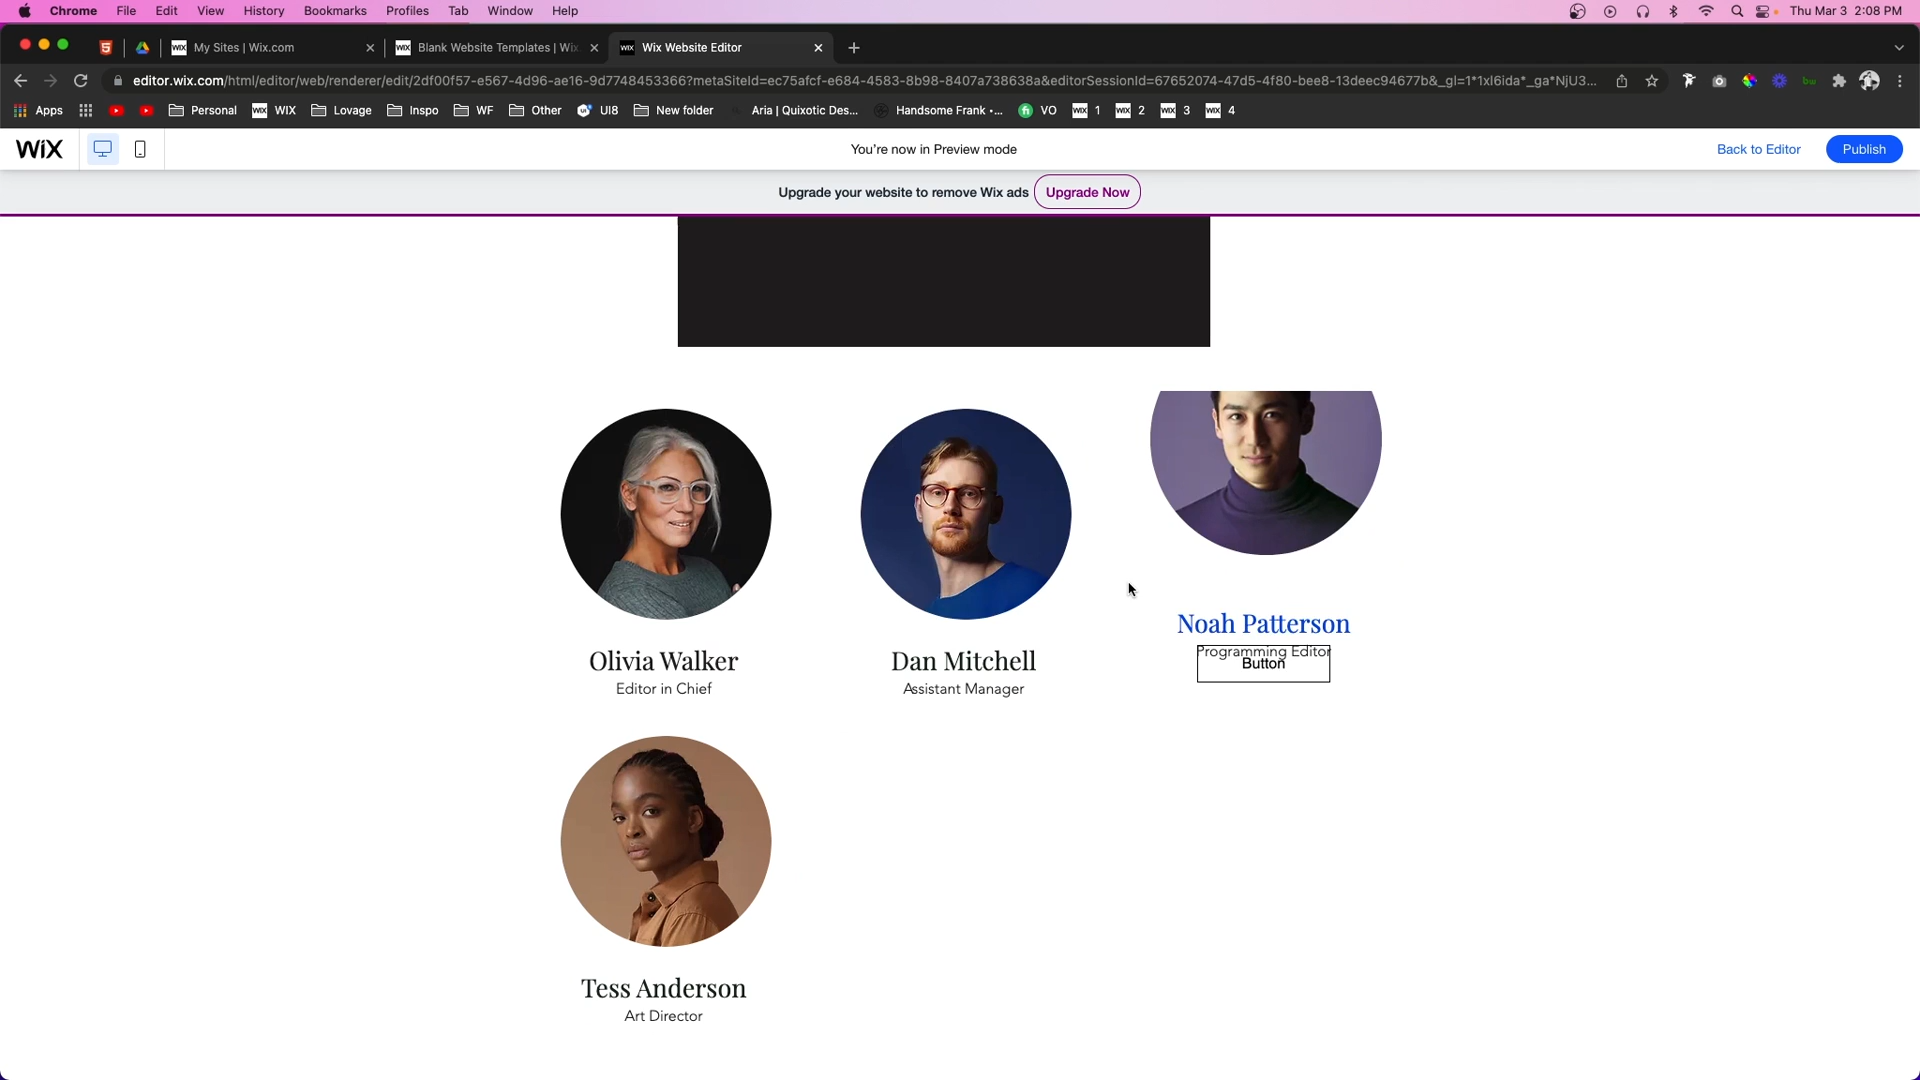 Chrome File Edit View History Bookmarks Profiles Tab Window Help Thu Mar 3 2:08 PM
WiX My Sites | Wix.com WiX Blank Website Templates | Wix WiX Wix Website Editor
editor.wix.com/html/editor/web/renderer/edit/2df00f57-e567-4d96-ae16-9d7748453366?metaSiteId=ec75afcf-e684-4583-8b98-8407a738638a&editorSessionId=67652074-47d5-4f80-bee8-13deec94677b&_gl=1*1xl6ida*_ga*NjU3...
Apps Personal WIX Lovage Inspo WF Other UI8 New folder Aria | Quixotic Des... Handsome Frank •... VO 1 2 3 4
WiX You're now in Preview mode Back to Editor Publish
Upgrade your website to remove Wix ads Upgrade Now
Noah Patterson
Programming Editor
Button
Olivia Walker
Editor in Chief
Dan Mitchell
Assistant Manager
Tess Anderson
Art Director